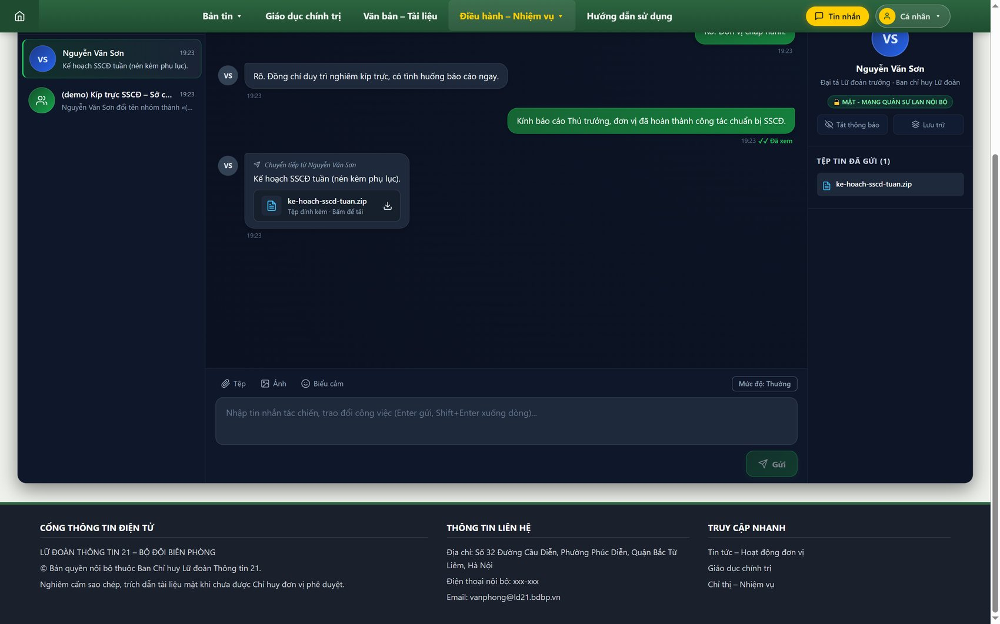 Bản tin
Giáo dục chính trị
Văn bản – Tài liệu
Điều hành – Nhiệm vụ
Hướng dẫn sử dụng
Tin nhắn
Cá nhân
VS
Nguyễn Văn Sơn
19:23
Kế hoạch SSCĐ tuần (nén kèm phụ lục).
(demo) Kíp trực SSCĐ – Sở c...
19:23
Nguyễn Văn Sơn đổi tên nhóm thành «(...
Rõ. Đơn vị chấp hành.
19:23
VS
Rõ. Đồng chí duy trì nghiêm kíp trực, có tình huống báo cáo ngay.
19:23
Kính báo cáo Thủ trưởng, đơn vị đã hoàn thành công tác chuẩn bị SSCĐ.
19:23 ✓✓ Đã xem
VS
Chuyển tiếp từ Nguyễn Văn Sơn
Kế hoạch SSCĐ tuần (nén kèm phụ lục).
ke-hoach-sscd-tuan.zip
Tệp đính kèm · Bấm để tải
19:23
Tệp
Ảnh
Biểu cảm
Mức độ: Thường
Nhập tin nhắn tác chiến, trao đổi công việc (Enter gửi, Shift+Enter xuống dòng)...
Gửi
VS
Nguyễn Văn Sơn
Đại tá Lữ đoàn trưởng · Ban chỉ huy Lữ đoàn
MẬT - MẠNG QUÂN SỰ LAN NỘI BỘ
Tắt thông báo
Lưu trữ
TỆP TIN ĐÃ GỬI (1)
ke-hoach-sscd-tuan.zip
CỔNG THÔNG TIN ĐIỆN TỬ
LỮ ĐOÀN THÔNG TIN 21 – BỘ ĐỘI BIÊN PHÒNG
© Bản quyền nội bộ thuộc Ban Chỉ huy Lữ đoàn Thông tin 21.
Nghiêm cấm sao chép, trích dẫn tài liệu mật khi chưa được Chỉ huy đơn vị phê duyệt.
THÔNG TIN LIÊN HỆ
Địa chỉ: Số 32 Đường Cầu Diễn, Phường Phúc Diễn, Quận Bắc Từ
Liêm, Hà Nội
Điện thoại nội bộ: xxx-xxx
Email: vanphong@ld21.bdbp.vn
TRUY CẬP NHANH
Tin tức – Hoạt động đơn vị
Giáo dục chính trị
Chỉ thị – Nhiệm vụ